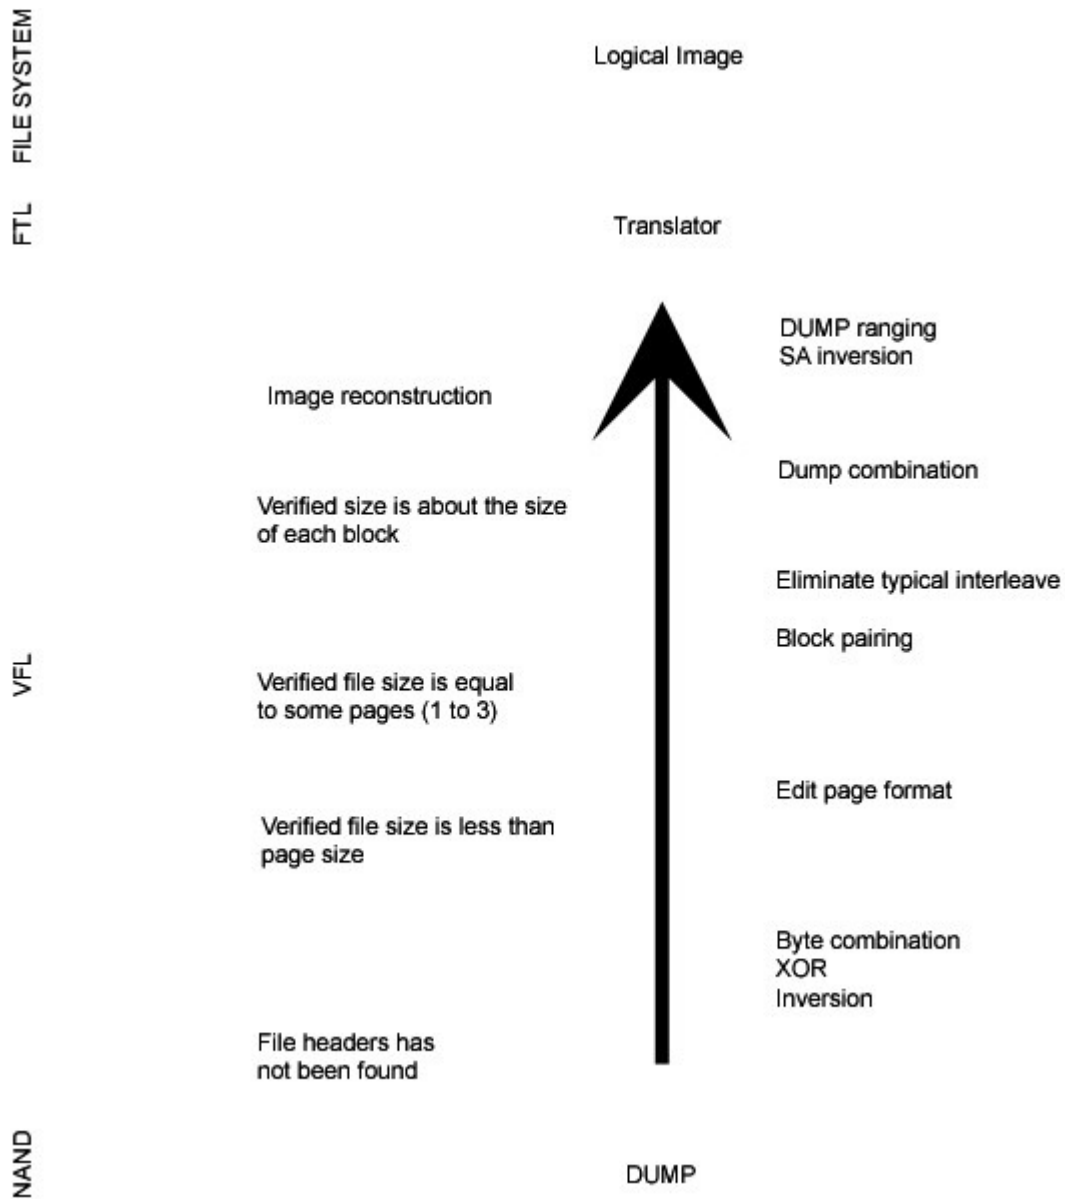 FILE SYSTEM
Logical Image
FTL
Translator
DUMP ranging
SA inversion
Image reconstruction
Dump combination
Verified size is about the size
of each block
Eliminate typical interleave
Block pairing
VFL
Verified file size is equal
to some pages (1 to 3)
Edit page format
Verified file size is less than
page size
Byte combination
XOR
Inversion
File headers has
not been found
NAND
DUMP